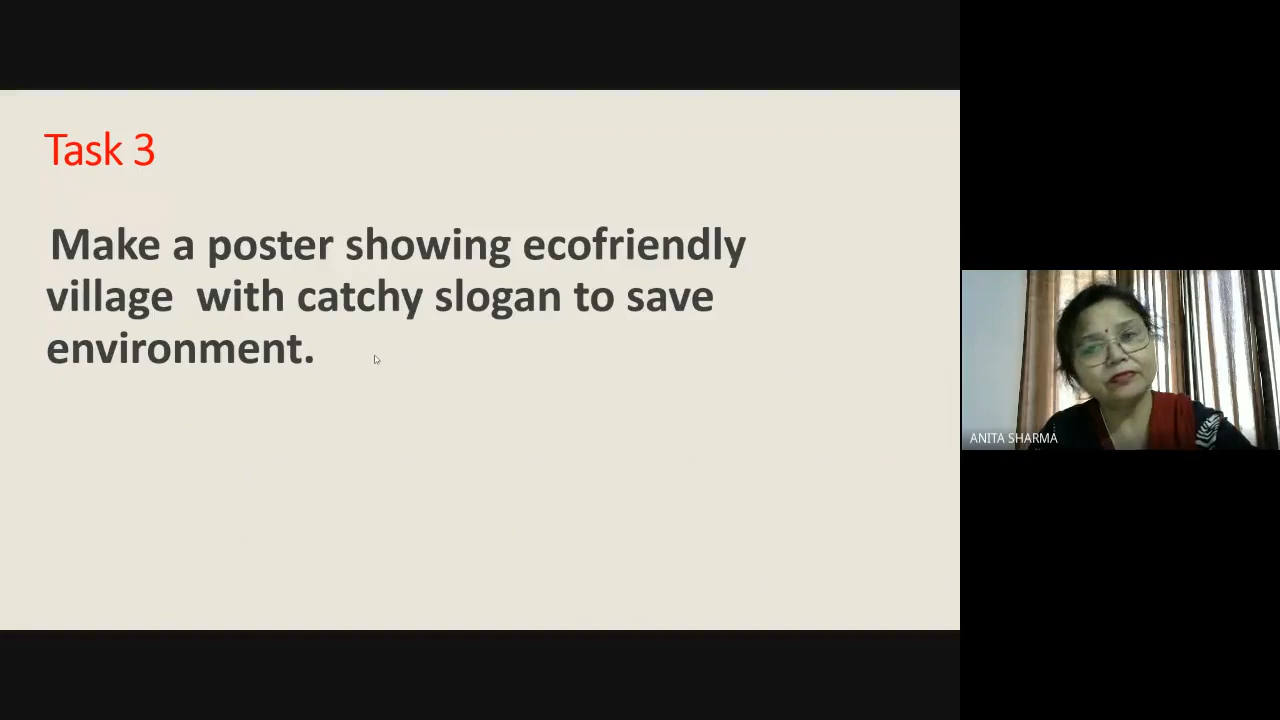 Task 3
Make a poster showing ecofriendly
village with catchy slogan to save
environment.
ANITA SHARMA